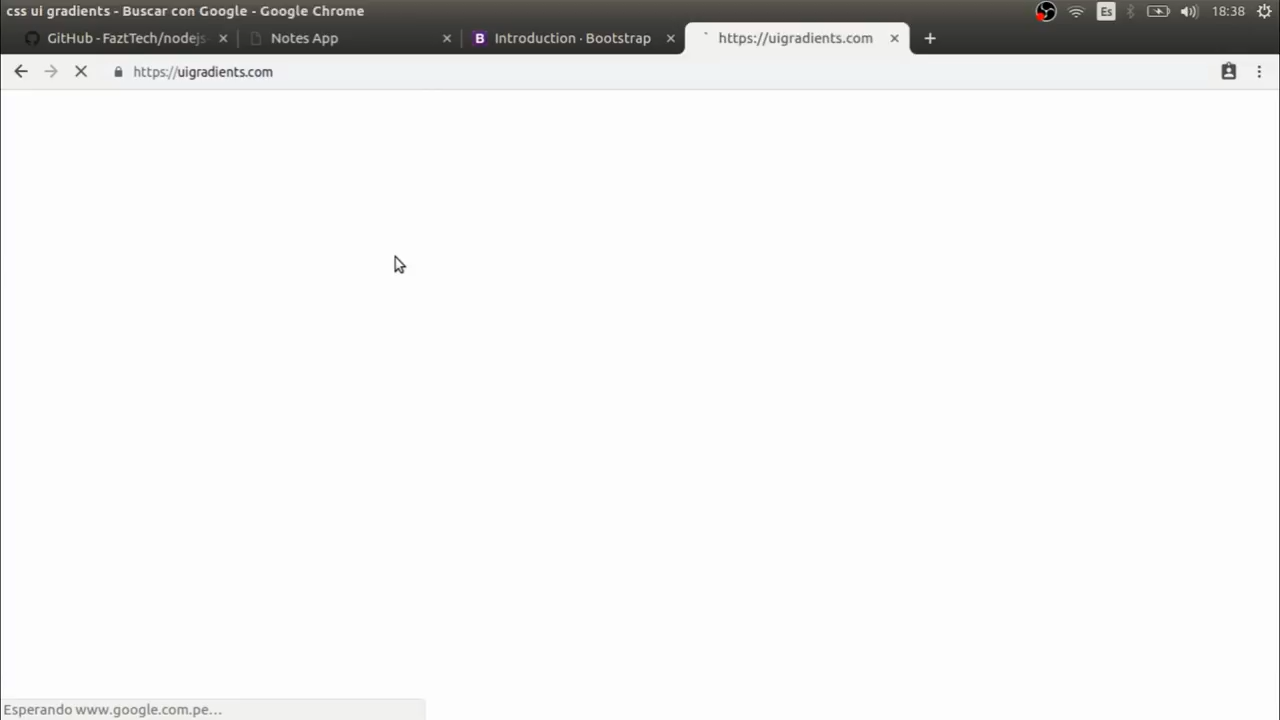 css ui gradients - Buscar con Google - Google Chrome
Es
18:38
GitHub - FaztTech/nodejs
Notes App
B
Introduction · Bootstrap
https://uigradients.com
https://uigradients.com
Esperando www.google.com.pe...